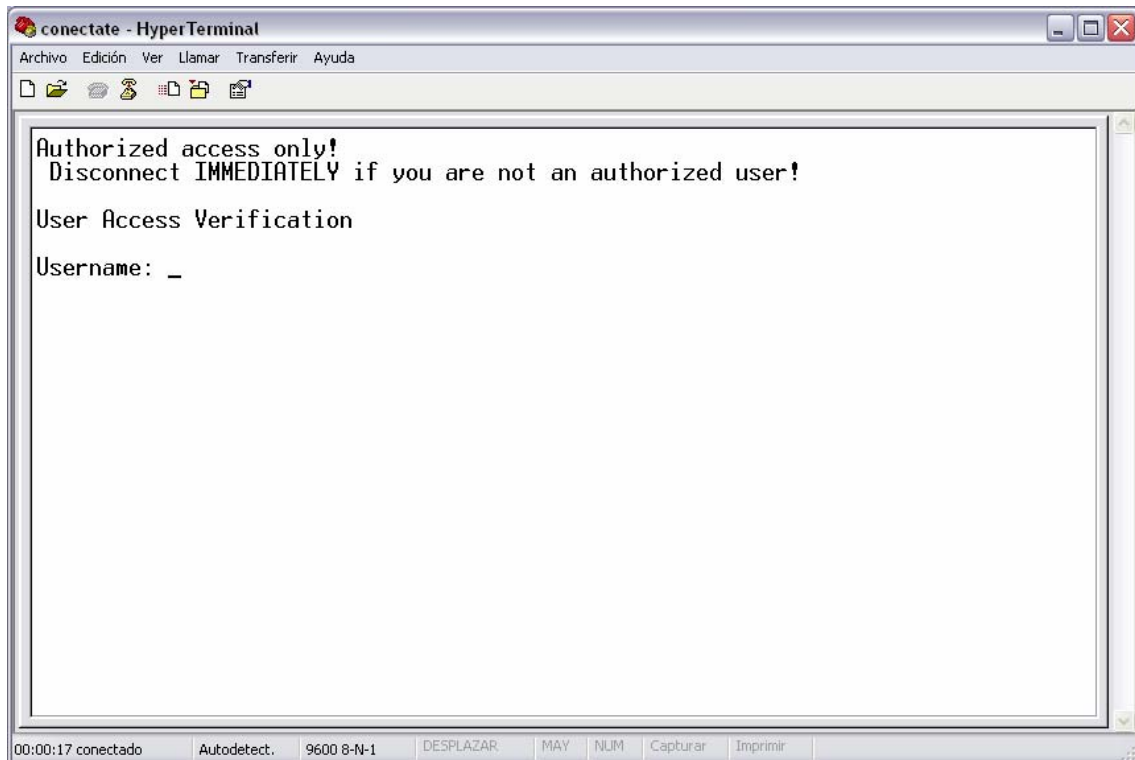 conectate - HyperTerminal
Archivo Edición Ver Llamar Transferir Ayuda
Authorized access only!
Disconnect IMMEDIATELY if you are not an authorized user!
User Access Verification
Username: _
00:00:17 conectado Autodetect. 9600 8-N-1 DESPLAZAR MAY NUM Capturar Imprimir